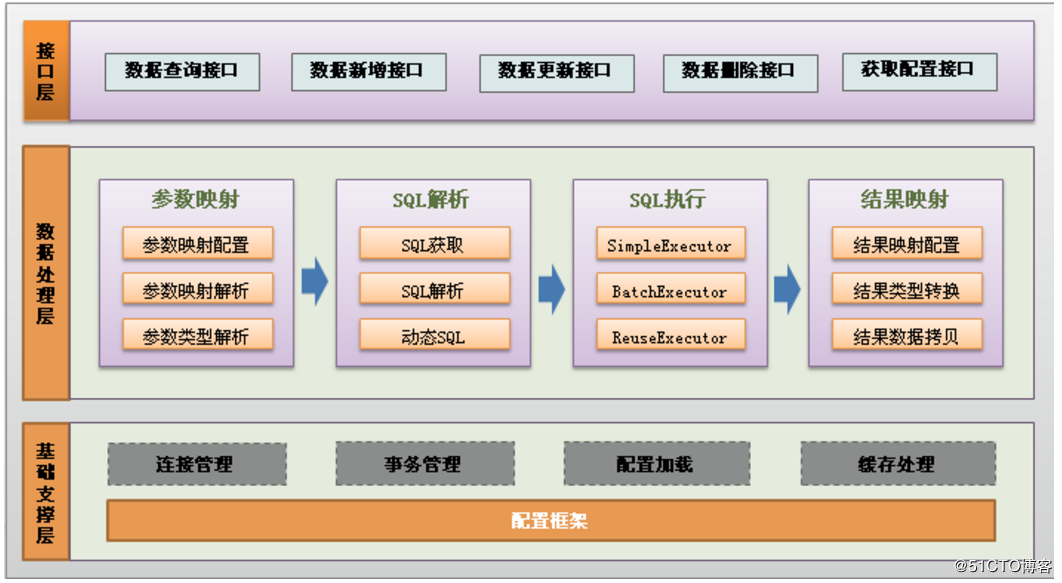 接口层
数据查询接口
数据新增接口
数据更新接口
数据删除接口
获取配置接口
数据处理层
参数映射
参数映射配置
参数映射解析
参数类型解析
SQL解析
SQL获取
SQL解析
动态SQL
SQL执行
SimpleExecutor
BatchExecutor
ReuseExecutor
结果映射
结果映射配置
结果类型转换
结果数据拷贝
基础支撑层
连接管理
事务管理
配置加载
缓存处理
配置框架
@51CTO博客